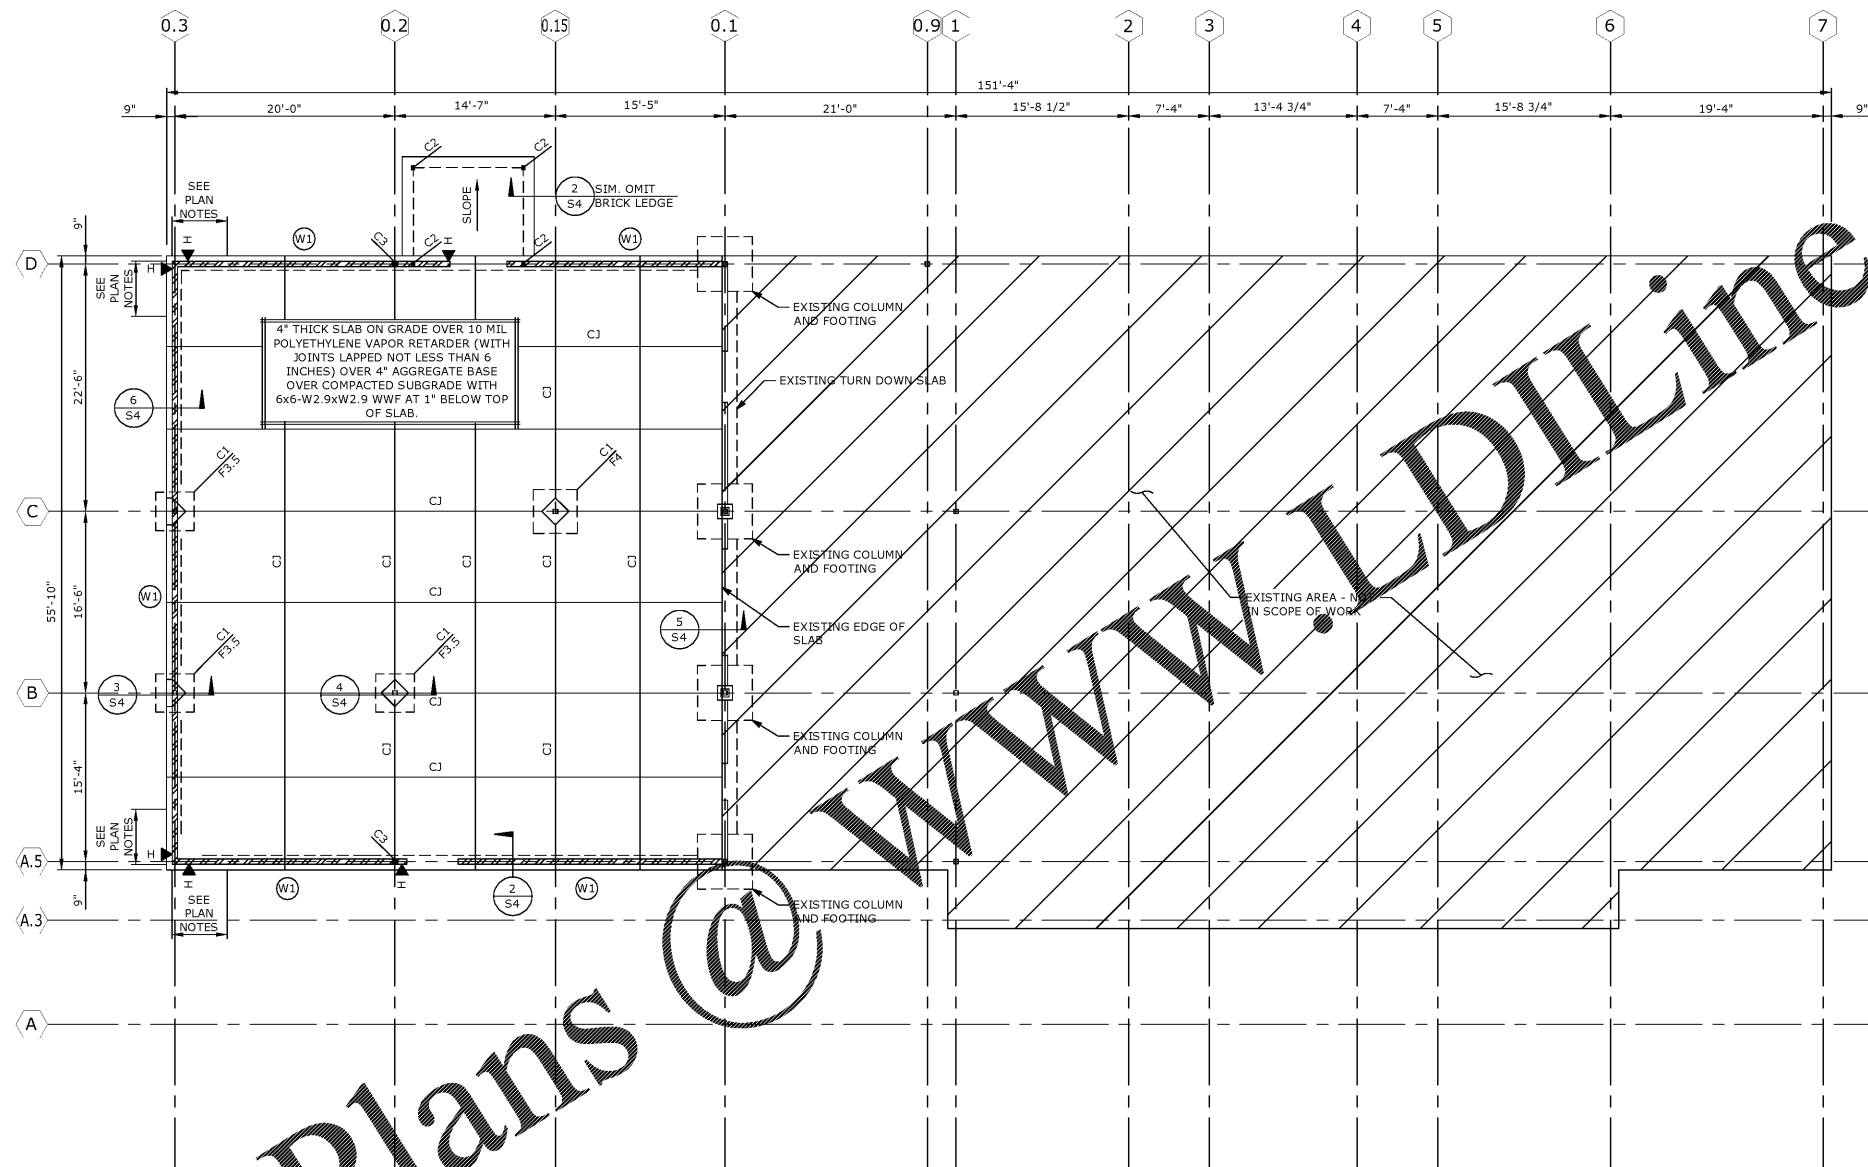 0.3 0.2 0.15 0.1 0.9 1 2 3 4 5 6 7
151'-4"
9" 20'-0" 14'-7" 15'-5" 21'-0" 15'-8 1/2" 7'-4" 13'-4 3/4" 7'-4" 15'-8 3/4" 19'-4" 9"
C2 C2
SEE
PLAN
NOTES
SLOPE
2
S4
SIM. OMIT
BRICK LEDGE
9"
H W1 C3 C2 H C2 W1
D
H
SEE
PLAN
NOTES
EXISTING COLUMN
AND FOOTING
4" THICK SLAB ON GRADE OVER 10 MIL
POLYETHYLENE VAPOR RETARDER (WITH
JOINTS LAPPED NOT LESS THAN 6
INCHES) OVER 4" AGGREGATE BASE
OVER COMPACTED SUBGRADE WITH
6x6-W2.9xW2.9 WWF AT 1" BELOW TOP
OF SLAB.
CJ
CJ
EXISTING TURN DOWN SLAB
22'-6"
6
S4
C1
F3.5
C1
F4
CJ
C
EXISTING COLUMN
AND FOOTING
CJ CJ CJ CJ CJ
55'-10"
16'-6"
W1
CJ
EXISTING AREA - NOT
IN SCOPE OF WORK
5
S4
EXISTING EDGE OF
SLAB
C1
F3.5
C1
F3.5
B
3
S4
4
S4
CJ
EXISTING COLUMN
AND FOOTING
CJ CJ
CJ
15'-4"
SEE
PLAN
NOTES
C3
H
A.5
H H
W1 W1
2
S4
9"
SEE
PLAN
NOTES
EXISTING COLUMN
AND FOOTING
A.3
A
Plans @ WWW.LDILine